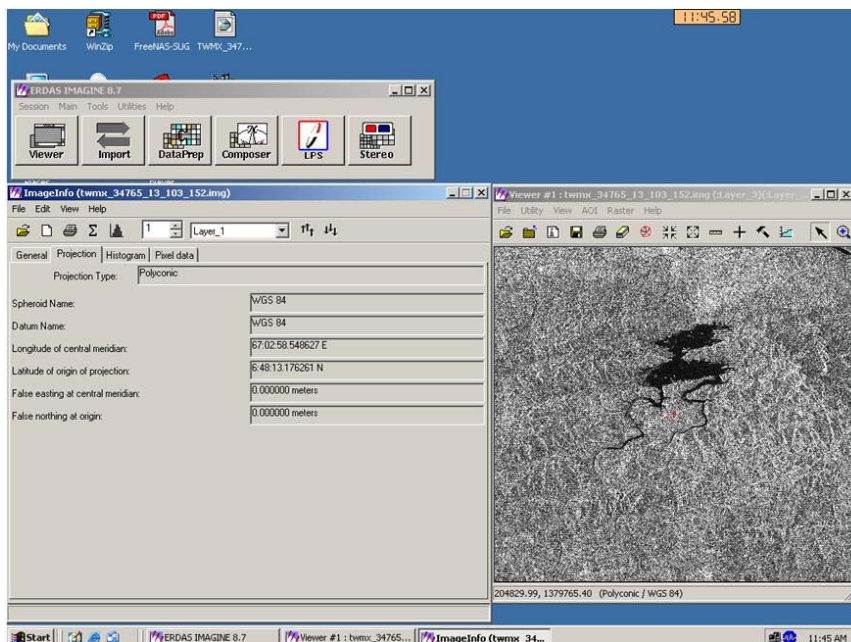 11:45.58
My Documents WinZip FreeNAS-SUG TWMX_347...
ERDAS IMAGINE 8.7
Session Main Tools Utilities Help
Viewer Import DataPrep Composer LPS Stereo
ImageInfo (twmx_34765_13_103_152.img)
File Edit View Help
1 Layer_1
General Projection Histogram Pixel data
Projection Type: Polyconic
Spheroid Name: WGS 84
Datum Name: WGS 84
Longitude of central meridian: 67:02:58.548627 E
Latitude of origin of projection: 6:48:13.176261 N
False easting at central meridian: 0.000000 meters
False northing at origin: 0.000000 meters
Viewer #1 : twmx_34765_13_103_152.img (:Layer_3)(:Layer_...
File Utility View AOI Raster Help
204829.99, 1379765.40 (Polyconic / WGS 84)
Start ERDAS IMAGINE 8.7 Viewer #1 : twmx_34765... ImageInfo (twmx_34... 11:45 AM